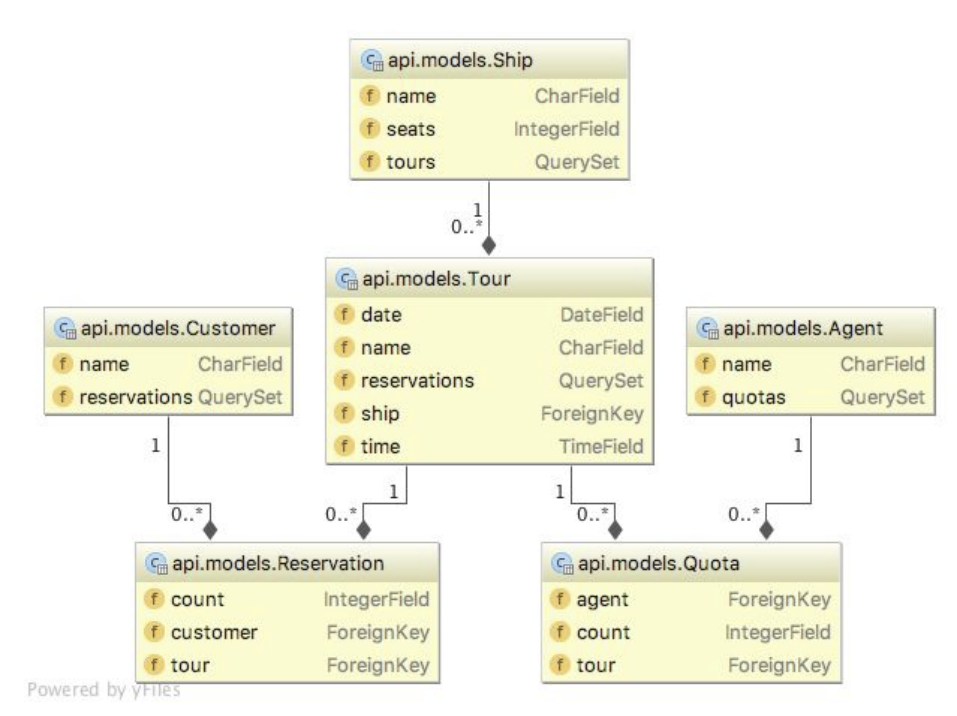 api.models.Ship
name CharField
seats IntegerField
tours QuerySet
1
0..*
api.models.Tour
date DateField
name CharField
reservations QuerySet
ship ForeignKey
time TimeField
api.models.Customer
name CharField
reservations QuerySet
api.models.Agent
name CharField
quotas QuerySet
1
0..*
1
0..*
1
0..*
1
0..*
api.models.Reservation
count IntegerField
customer ForeignKey
tour ForeignKey
api.models.Quota
agent ForeignKey
count IntegerField
tour ForeignKey
Powered by yFiles